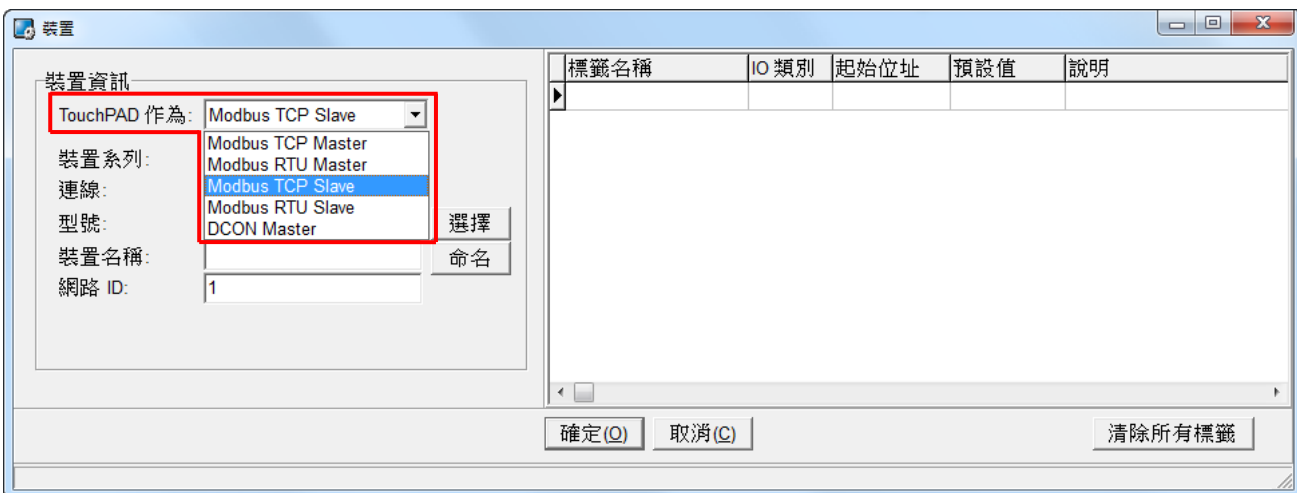 裝置
裝置資訊
TouchPAD 作為: Modbus TCP Slave
Modbus TCP Master
Modbus RTU Master
Modbus TCP Slave
Modbus RTU Slave
DCON Master
裝置系列:
連線:
型號: 選擇
裝置名稱: 命名
網路 ID: 1
標籤名稱 IO 類別 起始位址 預設值 說明
確定(O) 取消(C) 清除所有標籤